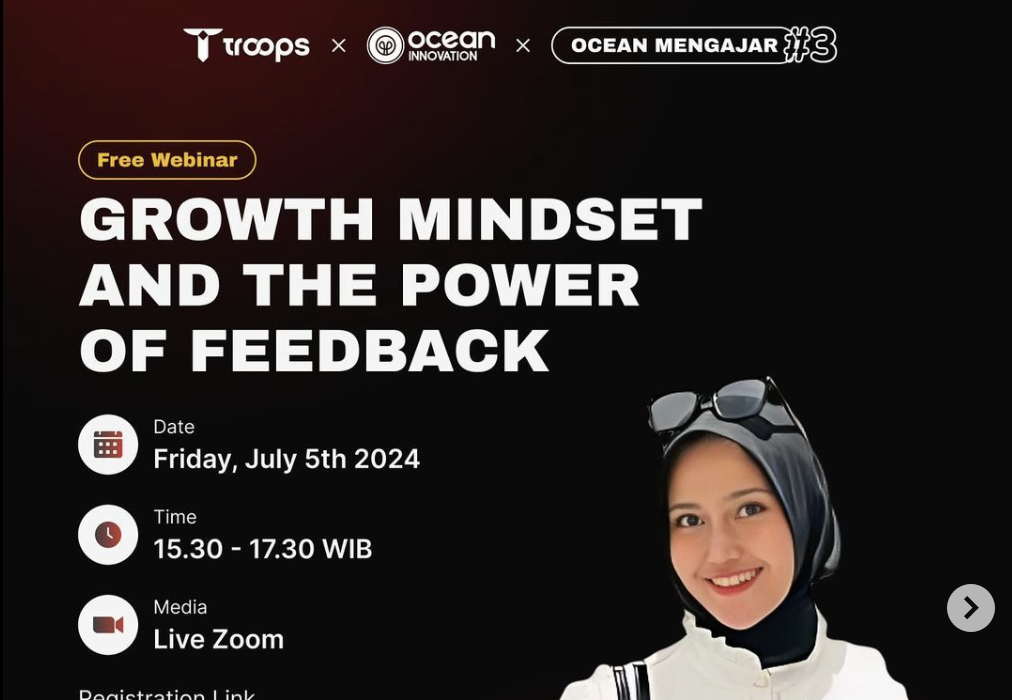 troops × ocean INNOVATION × OCEAN MENGAJAR #3
Free Webinar
GROWTH MINDSET
AND THE POWER
OF FEEDBACK
Date
Friday, July 5th 2024
Time
15.30 - 17.30 WIB
Media
Live Zoom
Registration Link